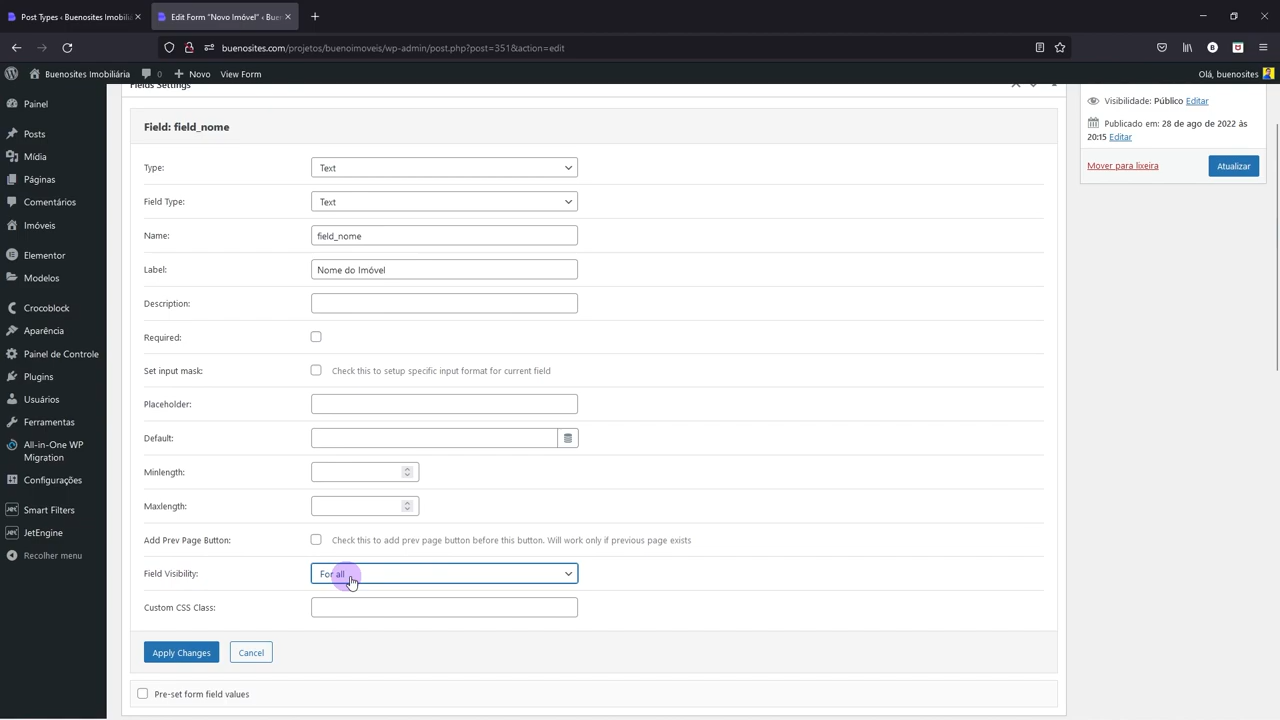 Post Types ‹ Buenosites Imobili
Edit Form "Novo Imóvel" ‹ Bue
buenosites.com/projetos/buenoimoveis/wp-admin/post.php?post=351&action=edit
Buenosites Imobiliária
0
Novo
View Form
Olá, buenosites
Painel
Posts
Mídia
Páginas
Comentários
Imóveis
Elementor
Modelos
Crocoblock
Aparência
Painel de Controle
Plugins
Usuários
Ferramentas
All-in-One WP
Migration
Configurações
Smart Filters
JetEngine
Recolher menu
Fields Settings
Field: field_nome
Type: Text
Field Type: Text
Name: field_nome
Label: Nome do Imóvel
Description:
Required:
Set input mask: Check this to setup specific input format for current field
Placeholder:
Default:
Minlength:
Maxlength:
Add Prev Page Button: Check this to add prev page button before this button. Will work only if previous page exists
Field Visibility: For all
Custom CSS Class:
Apply Changes
Cancel
Pre-set form field values
Visibilidade: Público Editar
Publicado em: 28 de ago de 2022 às
20:15 Editar
Mover para lixeira
Atualizar